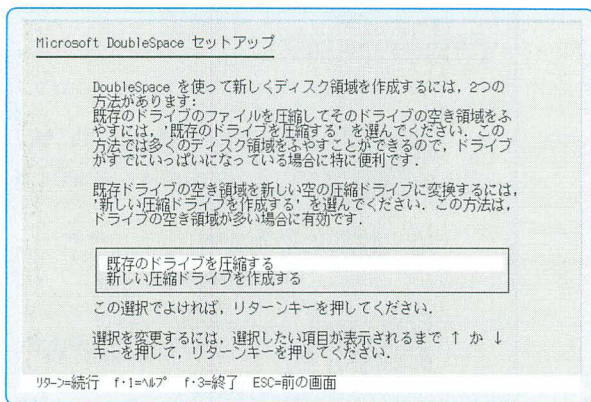 Microsoft DoubleSpace セットアップ
DoubleSpace を使って新しくディスク領域を作成するには，2つの
方法があります:
既存のドライブのファイルを圧縮してそのドライブの空き領域をふ
やすには，'既存のドライブを圧縮する' を選んでください．この
方法では多くのディスク領域をふやすことができるので，ドライブ
がすでにいっぱいになっている場合に特に便利です．
既存ドライブの空き領域を新しい空の圧縮ドライブに変換するには，
'新しい圧縮ドライブを作成する' を選んでください．この方法は，
ドライブの空き領域が多い場合に有効です．
既存のドライブを圧縮する
新しい圧縮ドライブを作成する
この選択でよければ，リターンキーを押してください．
選択を変更するには，選択したい項目が表示されるまで ↑ か ↓
キーを押して，リターンキーを押してください．
ﾘﾀｰﾝ=続行 f・1=ﾍﾙﾌﾟ f・3=終了 ESC=前の画面